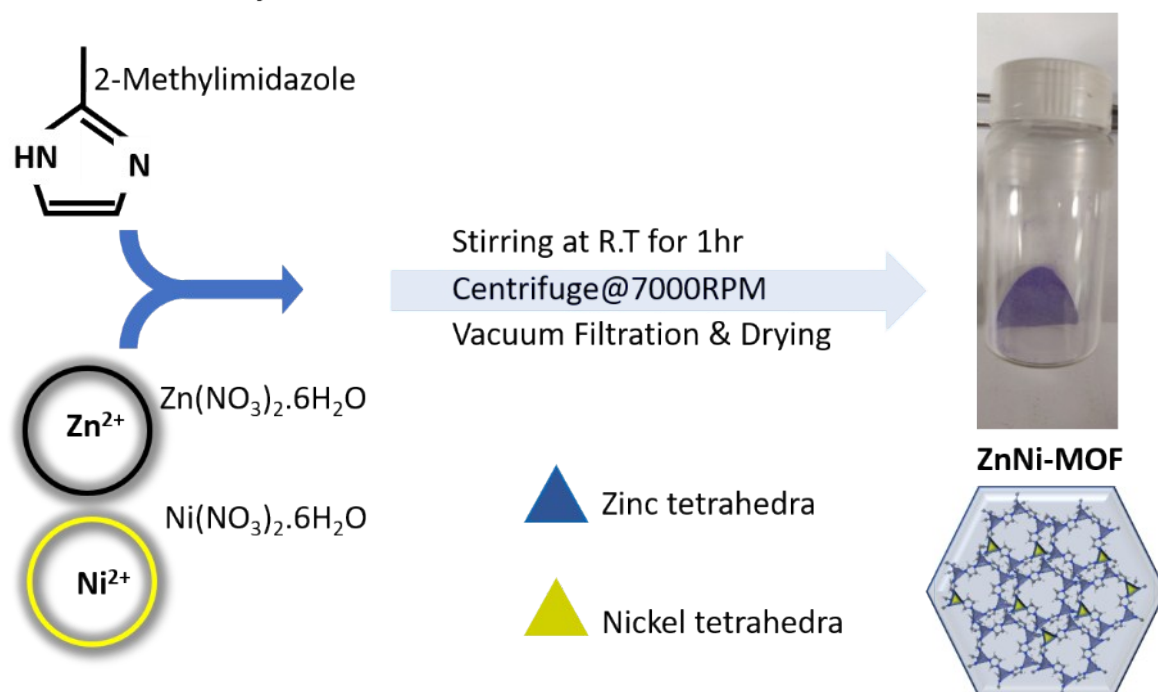 2-Methylimidazole
HN
N
Stirring at R.T for 1hr
Centrifuge@7000RPM
Vacuum Filtration & Drying
Zn²⁺
Zn(NO₃)₂.6H₂O
Ni(NO₃)₂.6H₂O
Ni²⁺
ZnNi-MOF
Zinc tetrahedra
Nickel tetrahedra